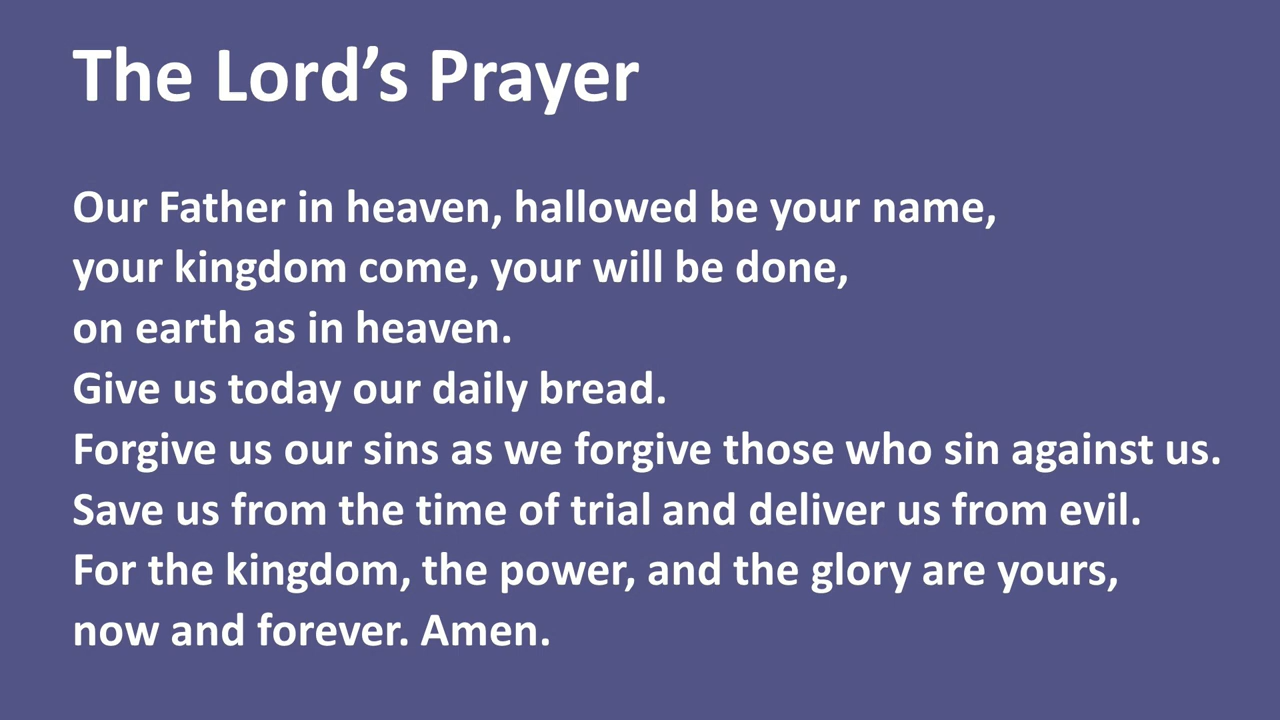 The Lord’s Prayer
Our Father in heaven, hallowed be your name,
your kingdom come, your will be done,
on earth as in heaven.
Give us today our daily bread.
Forgive us our sins as we forgive those who sin against us.
Save us from the time of trial and deliver us from evil.
For the kingdom, the power, and the glory are yours,
now and forever. Amen.